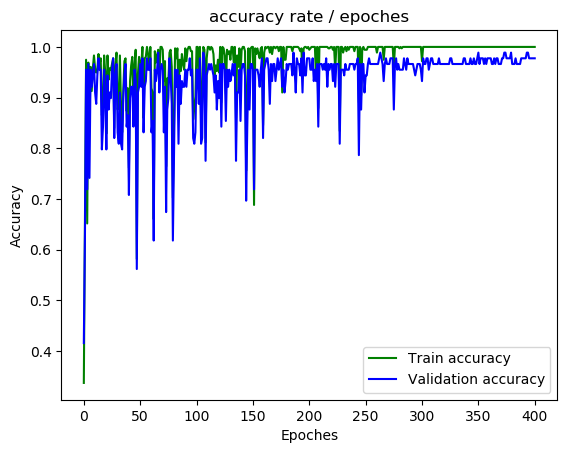 accuracy rate / epoches
1.0
0.9
0.8
0.7
0.6
0.5
0.4
Accuracy
0 50 100 150 200 250 300 350 400
Epoches
Train accuracy
Validation accuracy